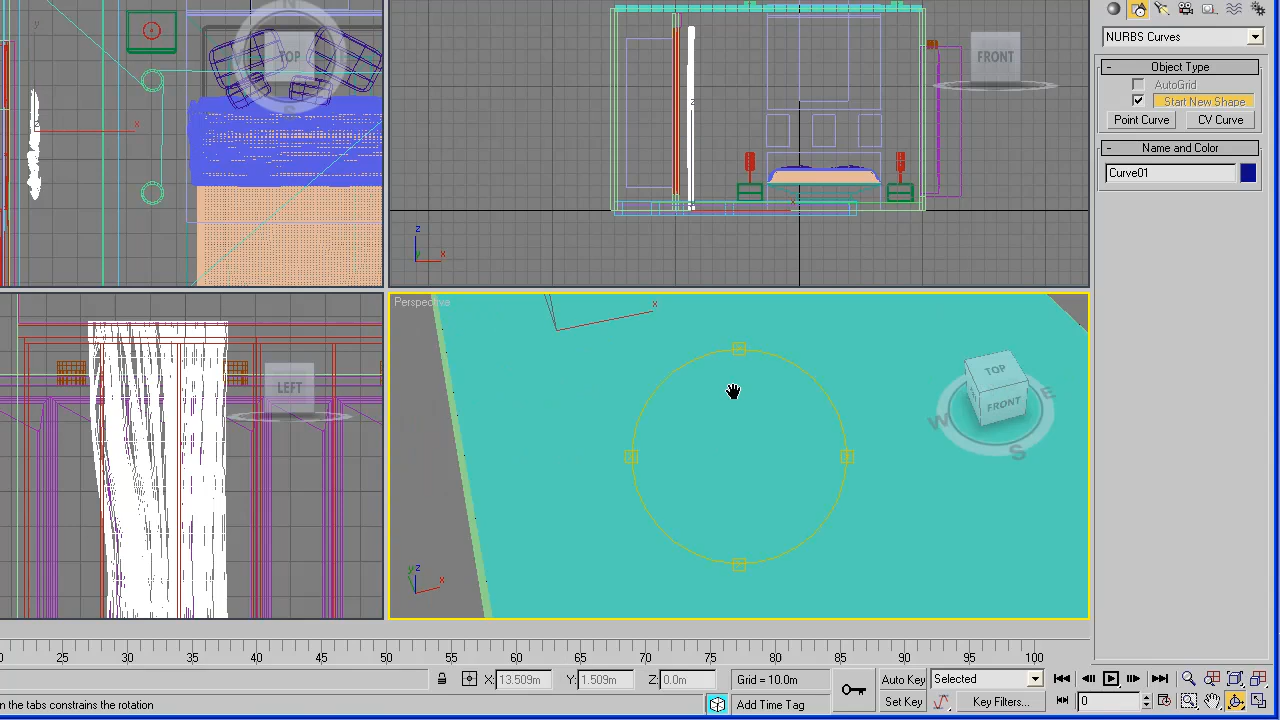 N
TOP
S
y
x
z
FRONT
z
x
x
NURBS Curves
- Object Type
AutoGrid
Start New Shape
Point Curve CV Curve
- Name and Color
Curve01
LEFT
Perspective
x
TOP
FRONT
W E
S
z
y x
25 30 35 40 45 50 55 60 65 70 75 80 85 90 95 100
X: 13.509m Y: 1.509m Z: 0.0m Grid = 10.0m
Auto Key Selected
n the tabs constrains the rotation
Add Time Tag
Set Key Key Filters... 0